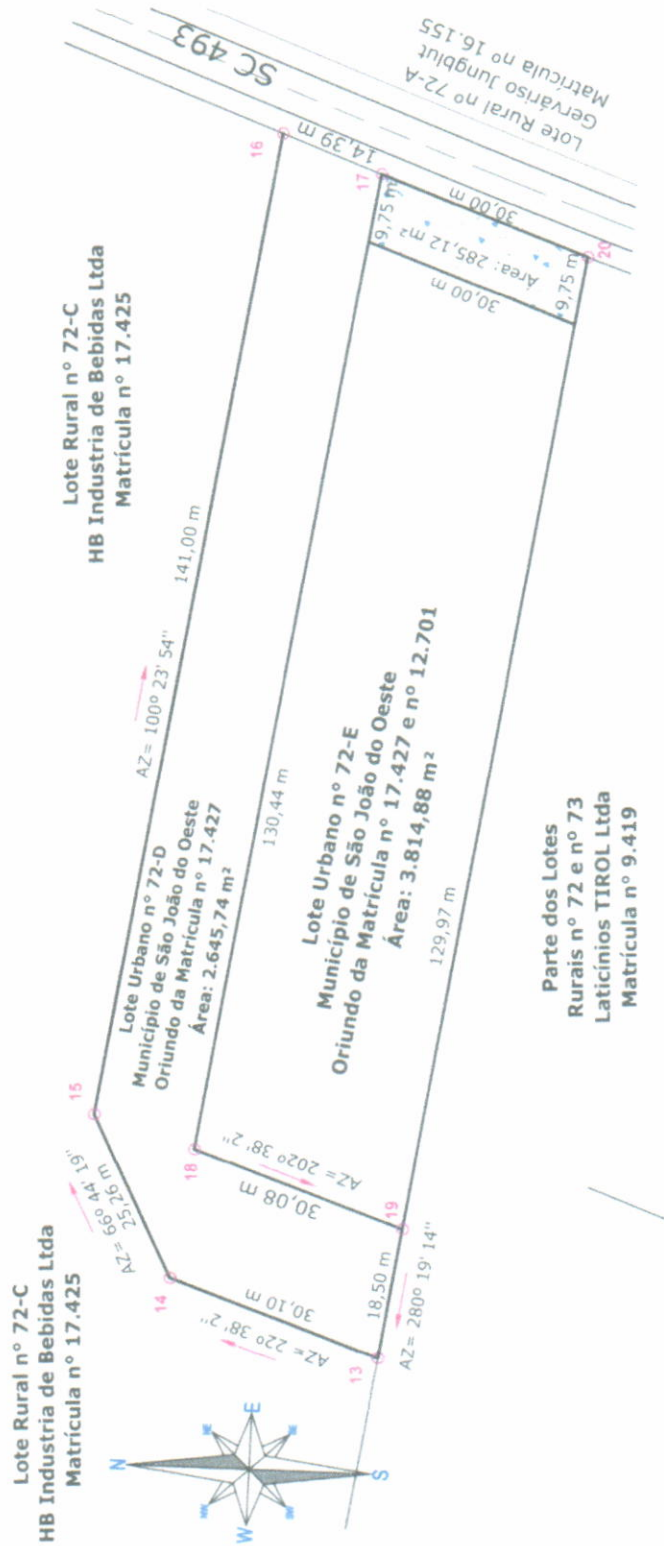 Lote Rural nº 72-C
HB Industria de Bebidas Ltda
Matrícula nº 17.425
N
NE
E
SE
S
SW
W
NW
13
14
15
AZ= 22º 38' 2"
30,10 m
AZ= 66º 44' 19"
25,26 m
Lote Rural nº 72-C
HB Industria de Bebidas Ltda
Matrícula nº 17.425
AZ= 100º 23' 54"
141,00 m
16
SC 493
14,39 m
17
Lote Rural nº 72-A
Gerváriso Jungblut
Matrícula nº 16.155
Lote Urbano nº 72-D
Município de São João do Oeste
Oriundo da Matrícula nº 17.427
Área: 2.645,74 m²
18
130,44 m
9,75 m
30,00 m
Área: 285,12 m²
30,00 m
9,75 m
20
AZ= 202º 38' 2"
30,08 m
19
18,50 m
AZ= 280º 19' 14"
Lote Urbano nº 72-E
Município de São João do Oeste
Oriundo da Matrícula nº 17.427 e nº 12.701
Área: 3.814,88 m²
129,97 m
Parte dos Lotes
Rurais nº 72 e nº 73
Laticínios TIROL Ltda
Matrícula nº 9.419